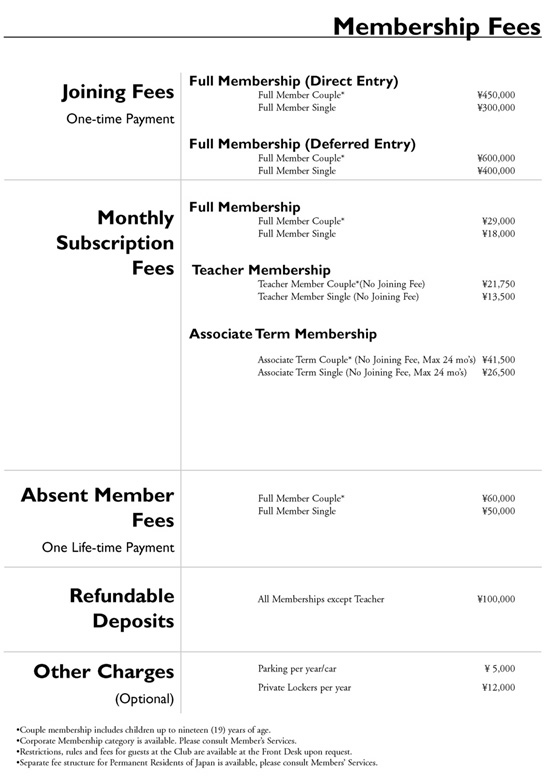 Membership Fees
Joining Fees
One-time Payment
Full Membership (Direct Entry)
Full Member Couple* ¥450,000
Full Member Single ¥300,000
Full Membership (Deferred Entry)
Full Member Couple* ¥600,000
Full Member Single ¥400,000
Monthly
Subscription
Fees
Full Membership
Full Member Couple* ¥29,000
Full Member Single ¥18,000
Teacher Membership
Teacher Member Couple*(No Joining Fee) ¥21,750
Teacher Member Single (No Joining Fee) ¥13,500
Associate Term Membership
Associate Term Couple* (No Joining Fee, Max 24 mo's) ¥41,500
Associate Term Single (No Joining Fee, Max 24 mo's) ¥26,500
Absent Member
Fees
One Life-time Payment
Full Member Couple* ¥60,000
Full Member Single ¥50,000
Refundable
Deposits
All Memberships except Teacher ¥100,000
Other Charges
(Optional)
Parking per year/car ¥ 5,000
Private Lockers per year ¥12,000
•Couple membership includes children up to nineteen (19) years of age.
•Corporate Membership category is available. Please consult Member's Services.
•Restrictions, rules and fees for guests at the Club are available at the Front Desk upon request.
•Separate fee structure for Permanent Residents of Japan is available, please consult Members' Services.